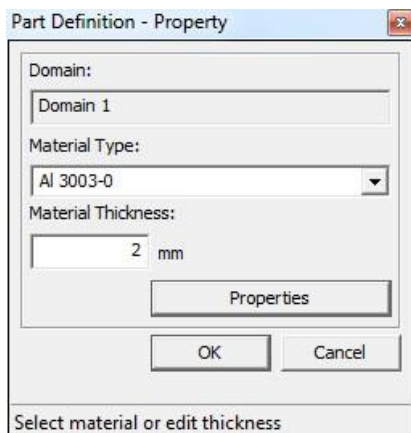 Part Definition - Property
Domain:
Domain 1
Material Type:
Al 3003-0
Material Thickness:
2 mm
Properties
OK Cancel
Select material or edit thickness